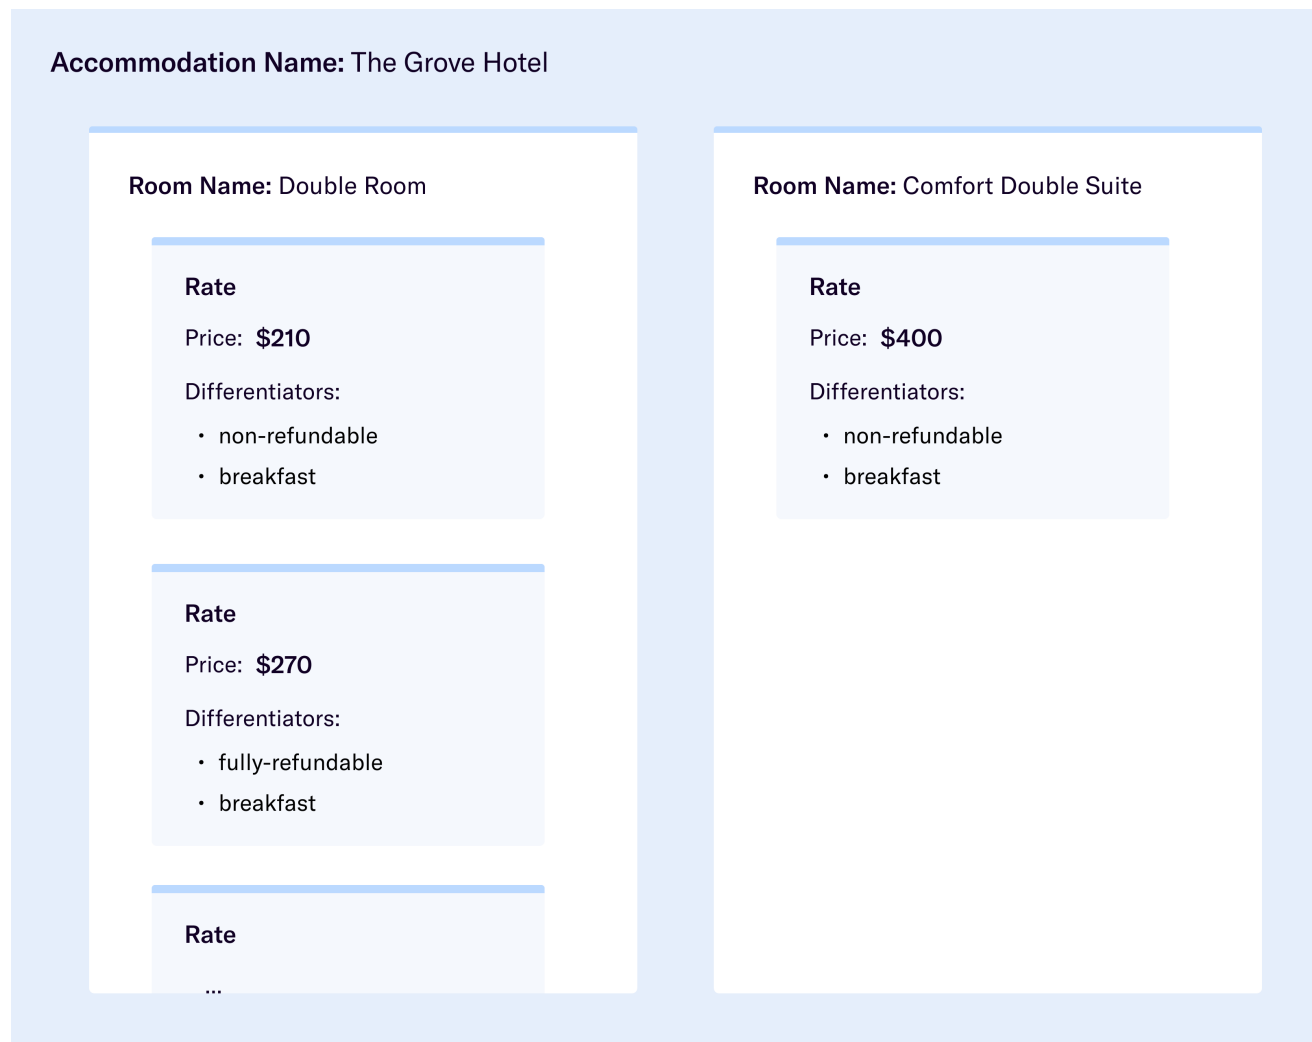 Accommodation Name: The Grove Hotel
Room Name: Double Room
Rate
Price: $210
Differentiators:
• non-refundable
• breakfast
Rate
Price: $270
Differentiators:
• fully-refundable
• breakfast
Rate
...
Room Name: Comfort Double Suite
Rate
Price: $400
Differentiators:
• non-refundable
• breakfast